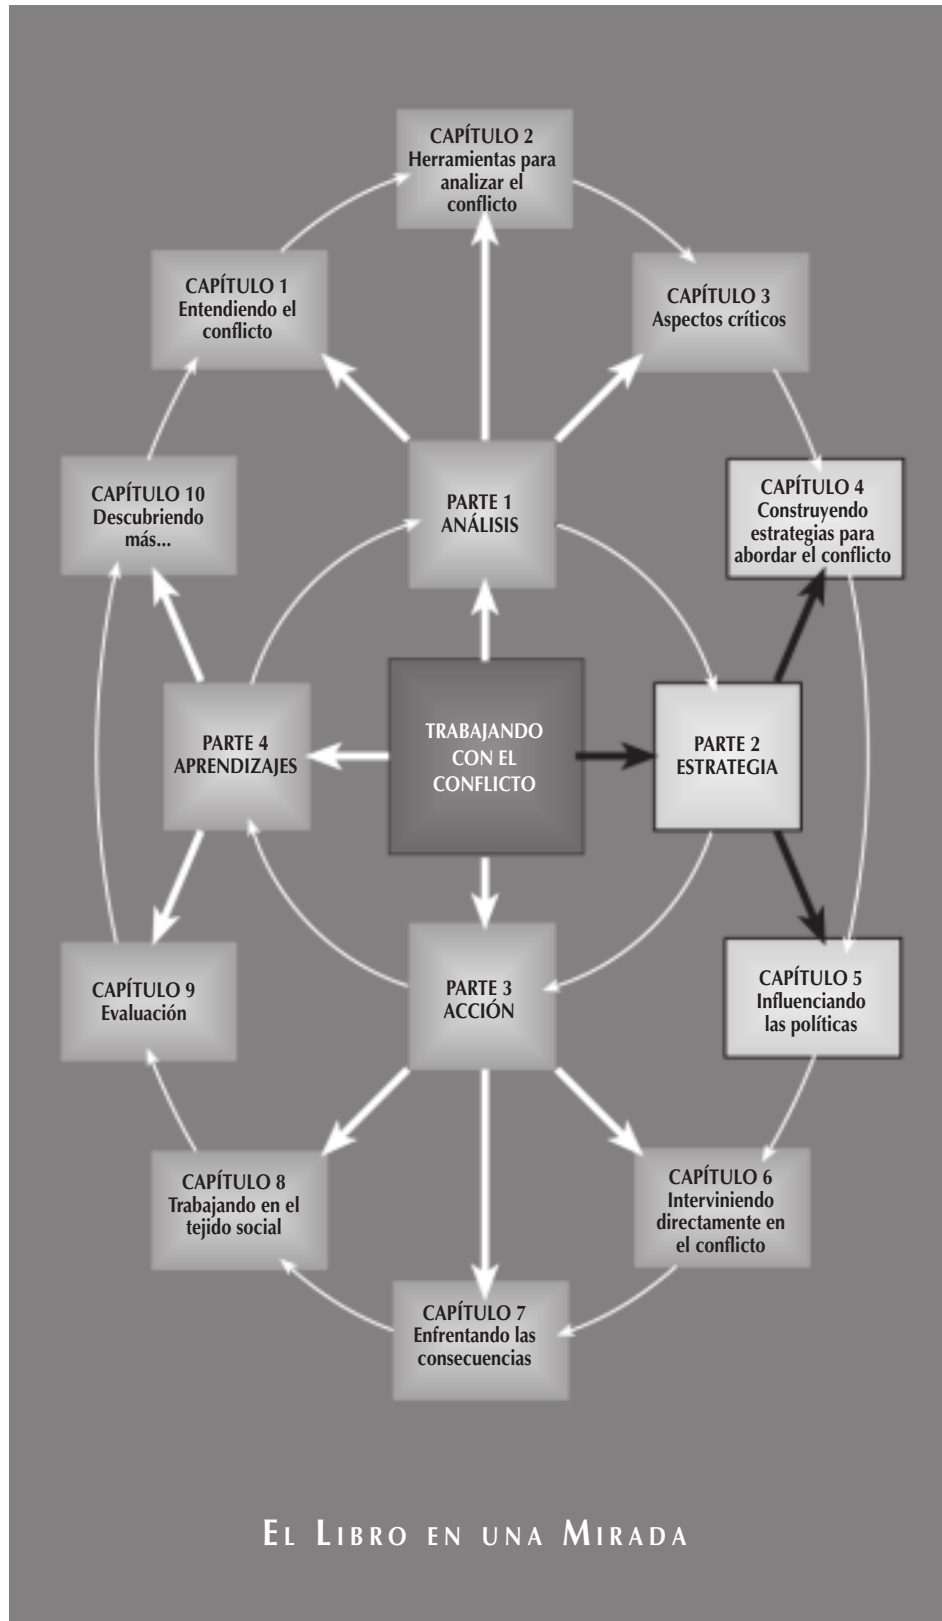 CAPÍTULO 2
Herramientas para
analizar el
conflicto
CAPÍTULO 1
Entendiendo el
conflicto
CAPÍTULO 3
Aspectos críticos
CAPÍTULO 10
Descubriendo
más...
PARTE 1
ANÁLISIS
CAPÍTULO 4
Construyendo
estrategias para
abordar el conflicto
PARTE 4
APRENDIZAJES
TRABAJANDO
CON EL
CONFLICTO
PARTE 2
ESTRATEGIA
CAPÍTULO 9
Evaluación
PARTE 3
ACCIÓN
CAPÍTULO 5
Influenciando
las políticas
CAPÍTULO 8
Trabajando en el
tejido social
CAPÍTULO 6
Interviniendo
directamente en
el conflicto
CAPÍTULO 7
Enfrentando las
consecuencias
EL LIBRO EN UNA MIRADA